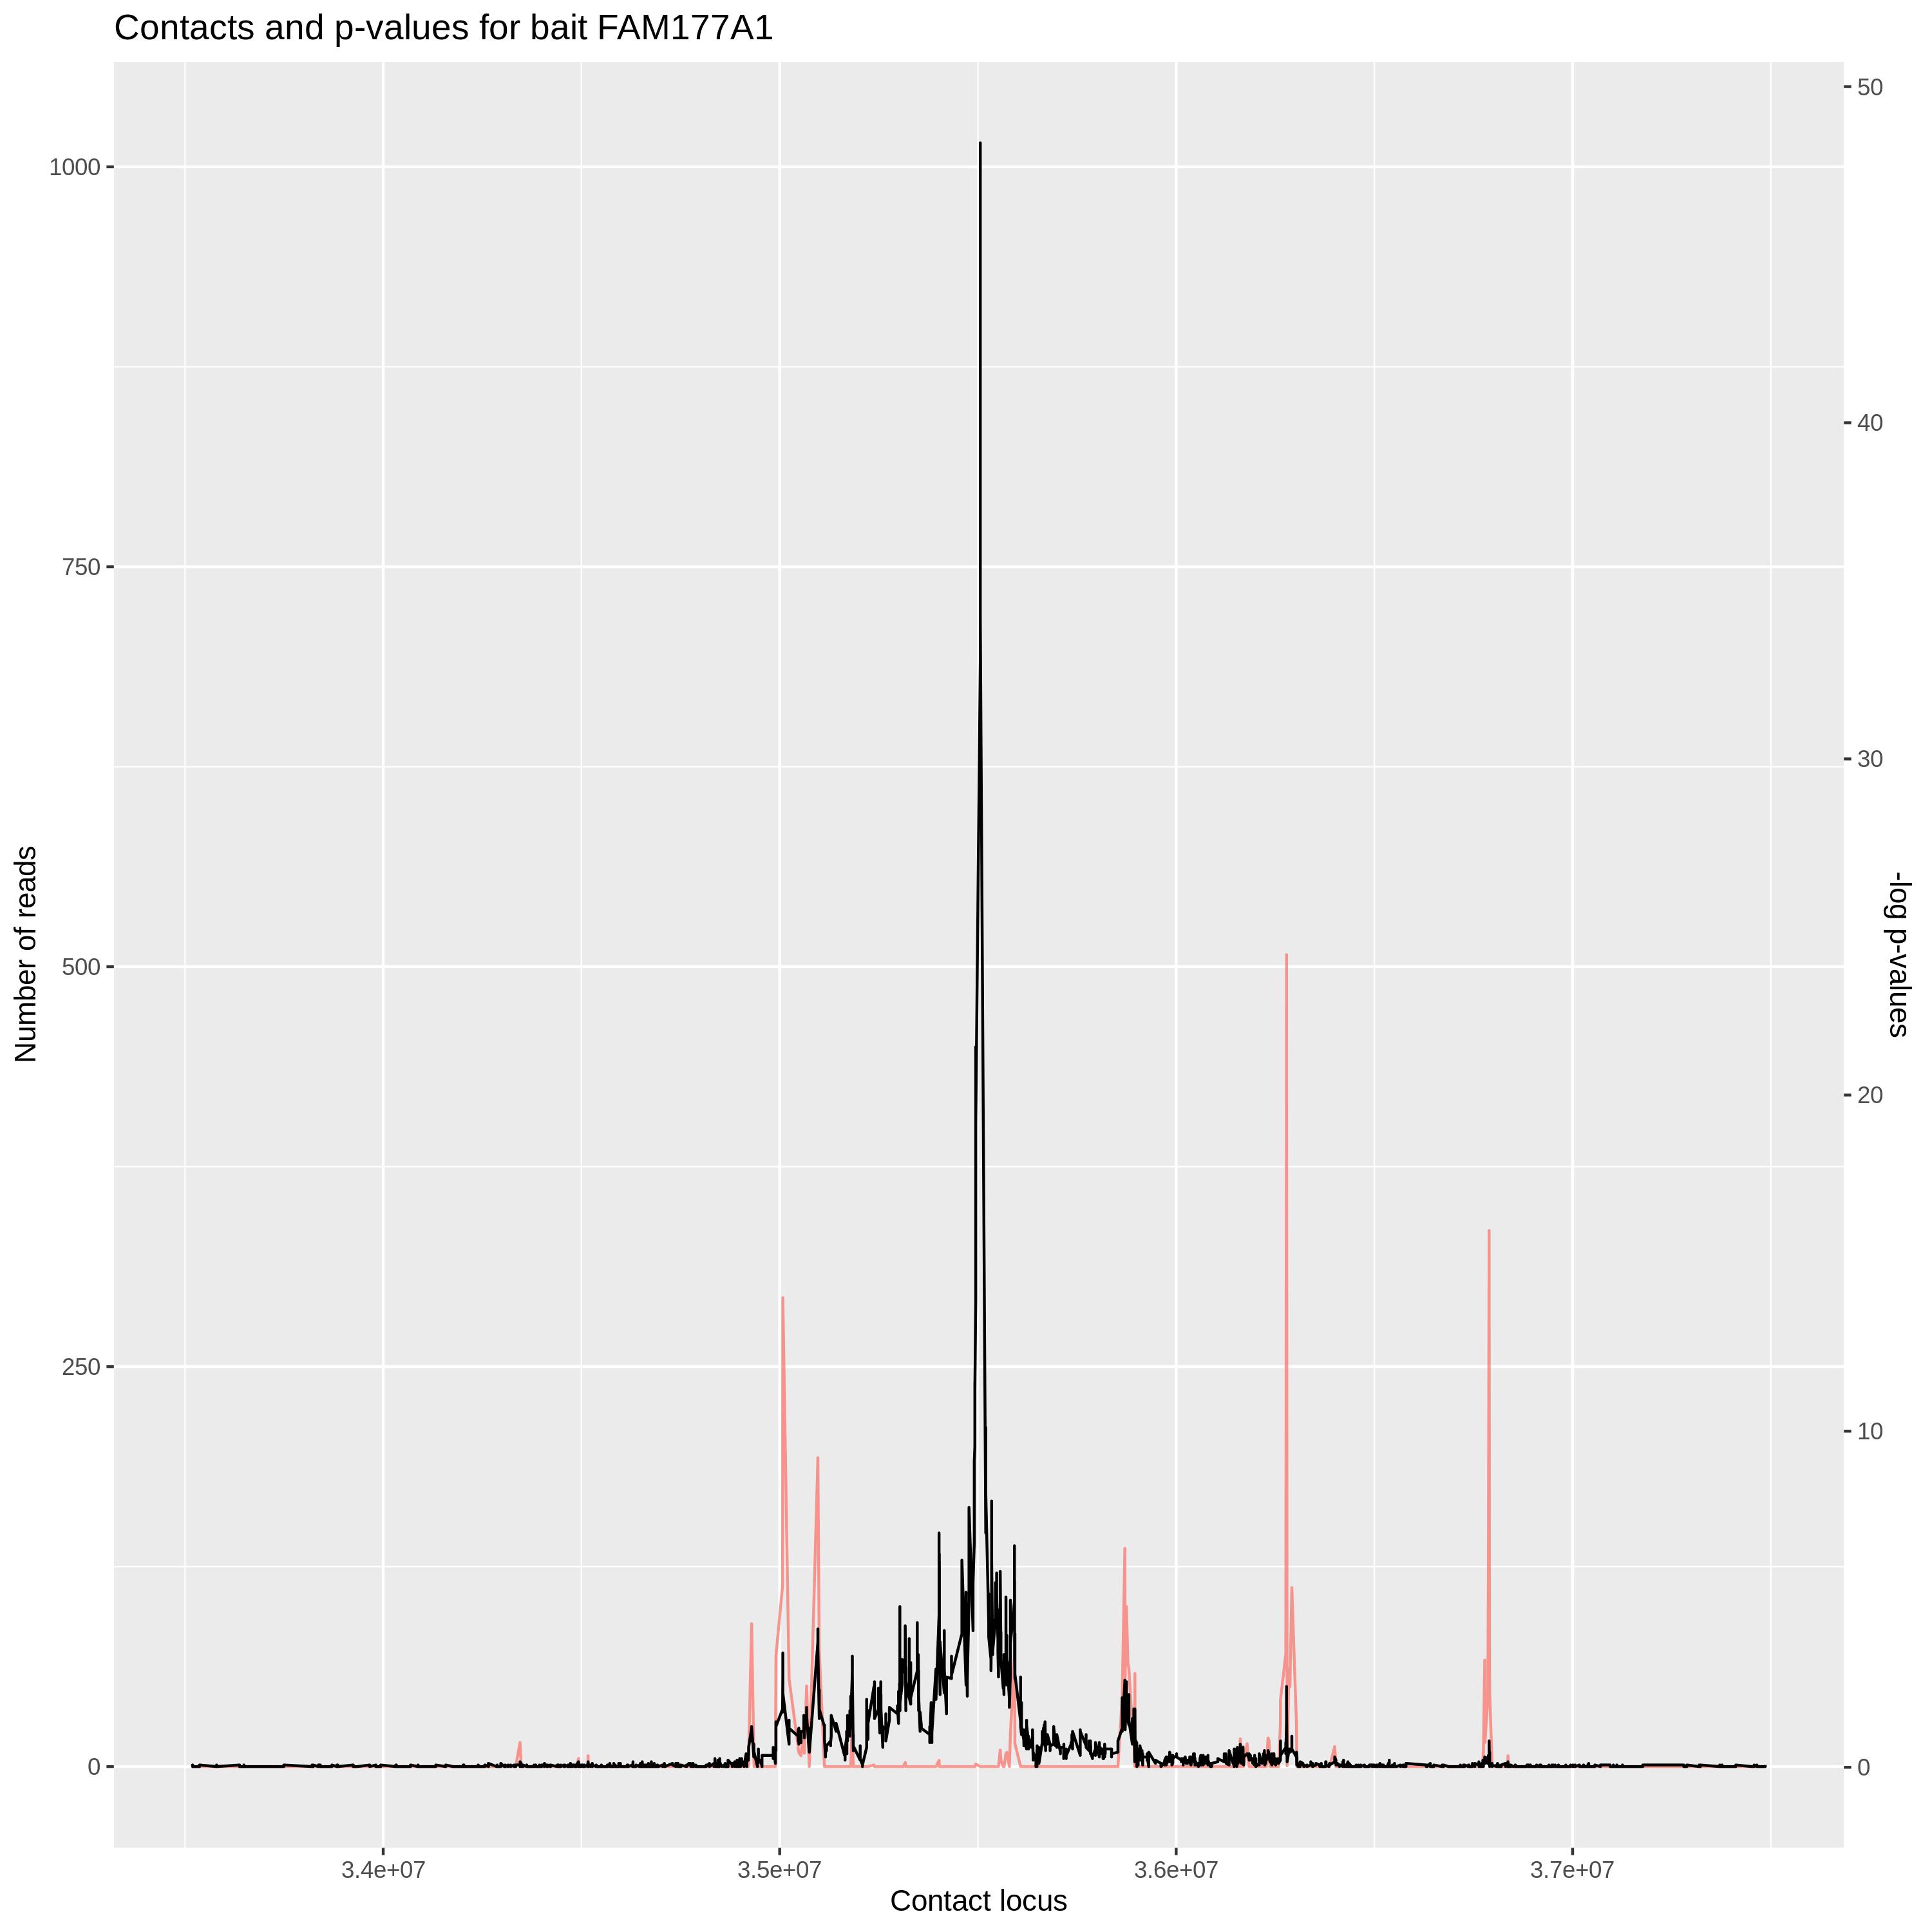 Contacts and p-values for bait FAM177A1
50
1000
40
750
30
Number of reads
-log p-values
500
20
250
10
0
0
3.4e+07
3.5e+07
3.6e+07
3.7e+07
Contact locus